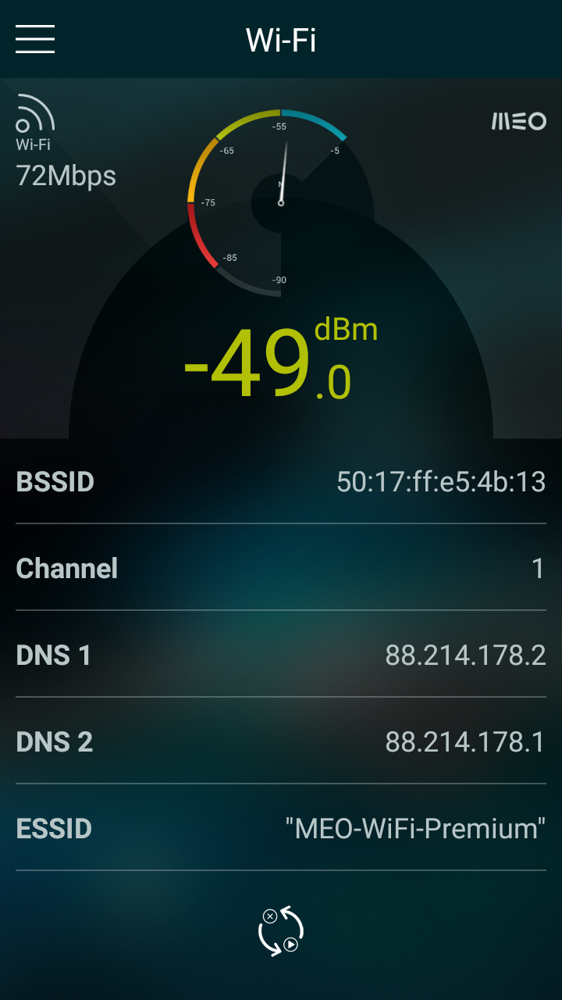 Wi-Fi
Wi-Fi
72Mbps
MEO
-55
-65
-5
N
-75
-85
-90
-49.0 dBm
BSSID 50:17:ff:e5:4b:13
Channel 1
DNS 1 88.214.178.2
DNS 2 88.214.178.1
ESSID "MEO-WiFi-Premium"